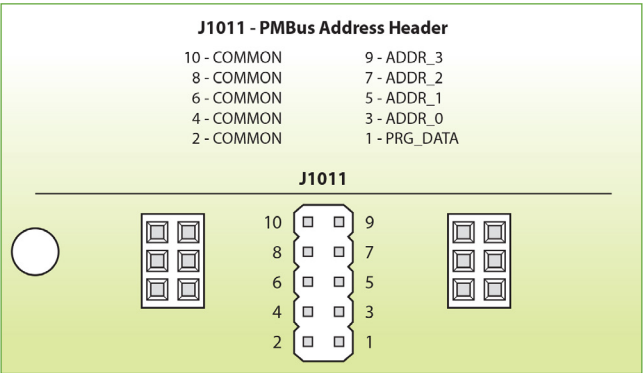 J1011 - PMBus Address Header
10 - COMMON 9 - ADDR_3
8 - COMMON 7 - ADDR_2
6 - COMMON 5 - ADDR_1
4 - COMMON 3 - ADDR_0
2 - COMMON 1 - PRG_DATA
J1011
10 9
8 7
6 5
4 3
2 1